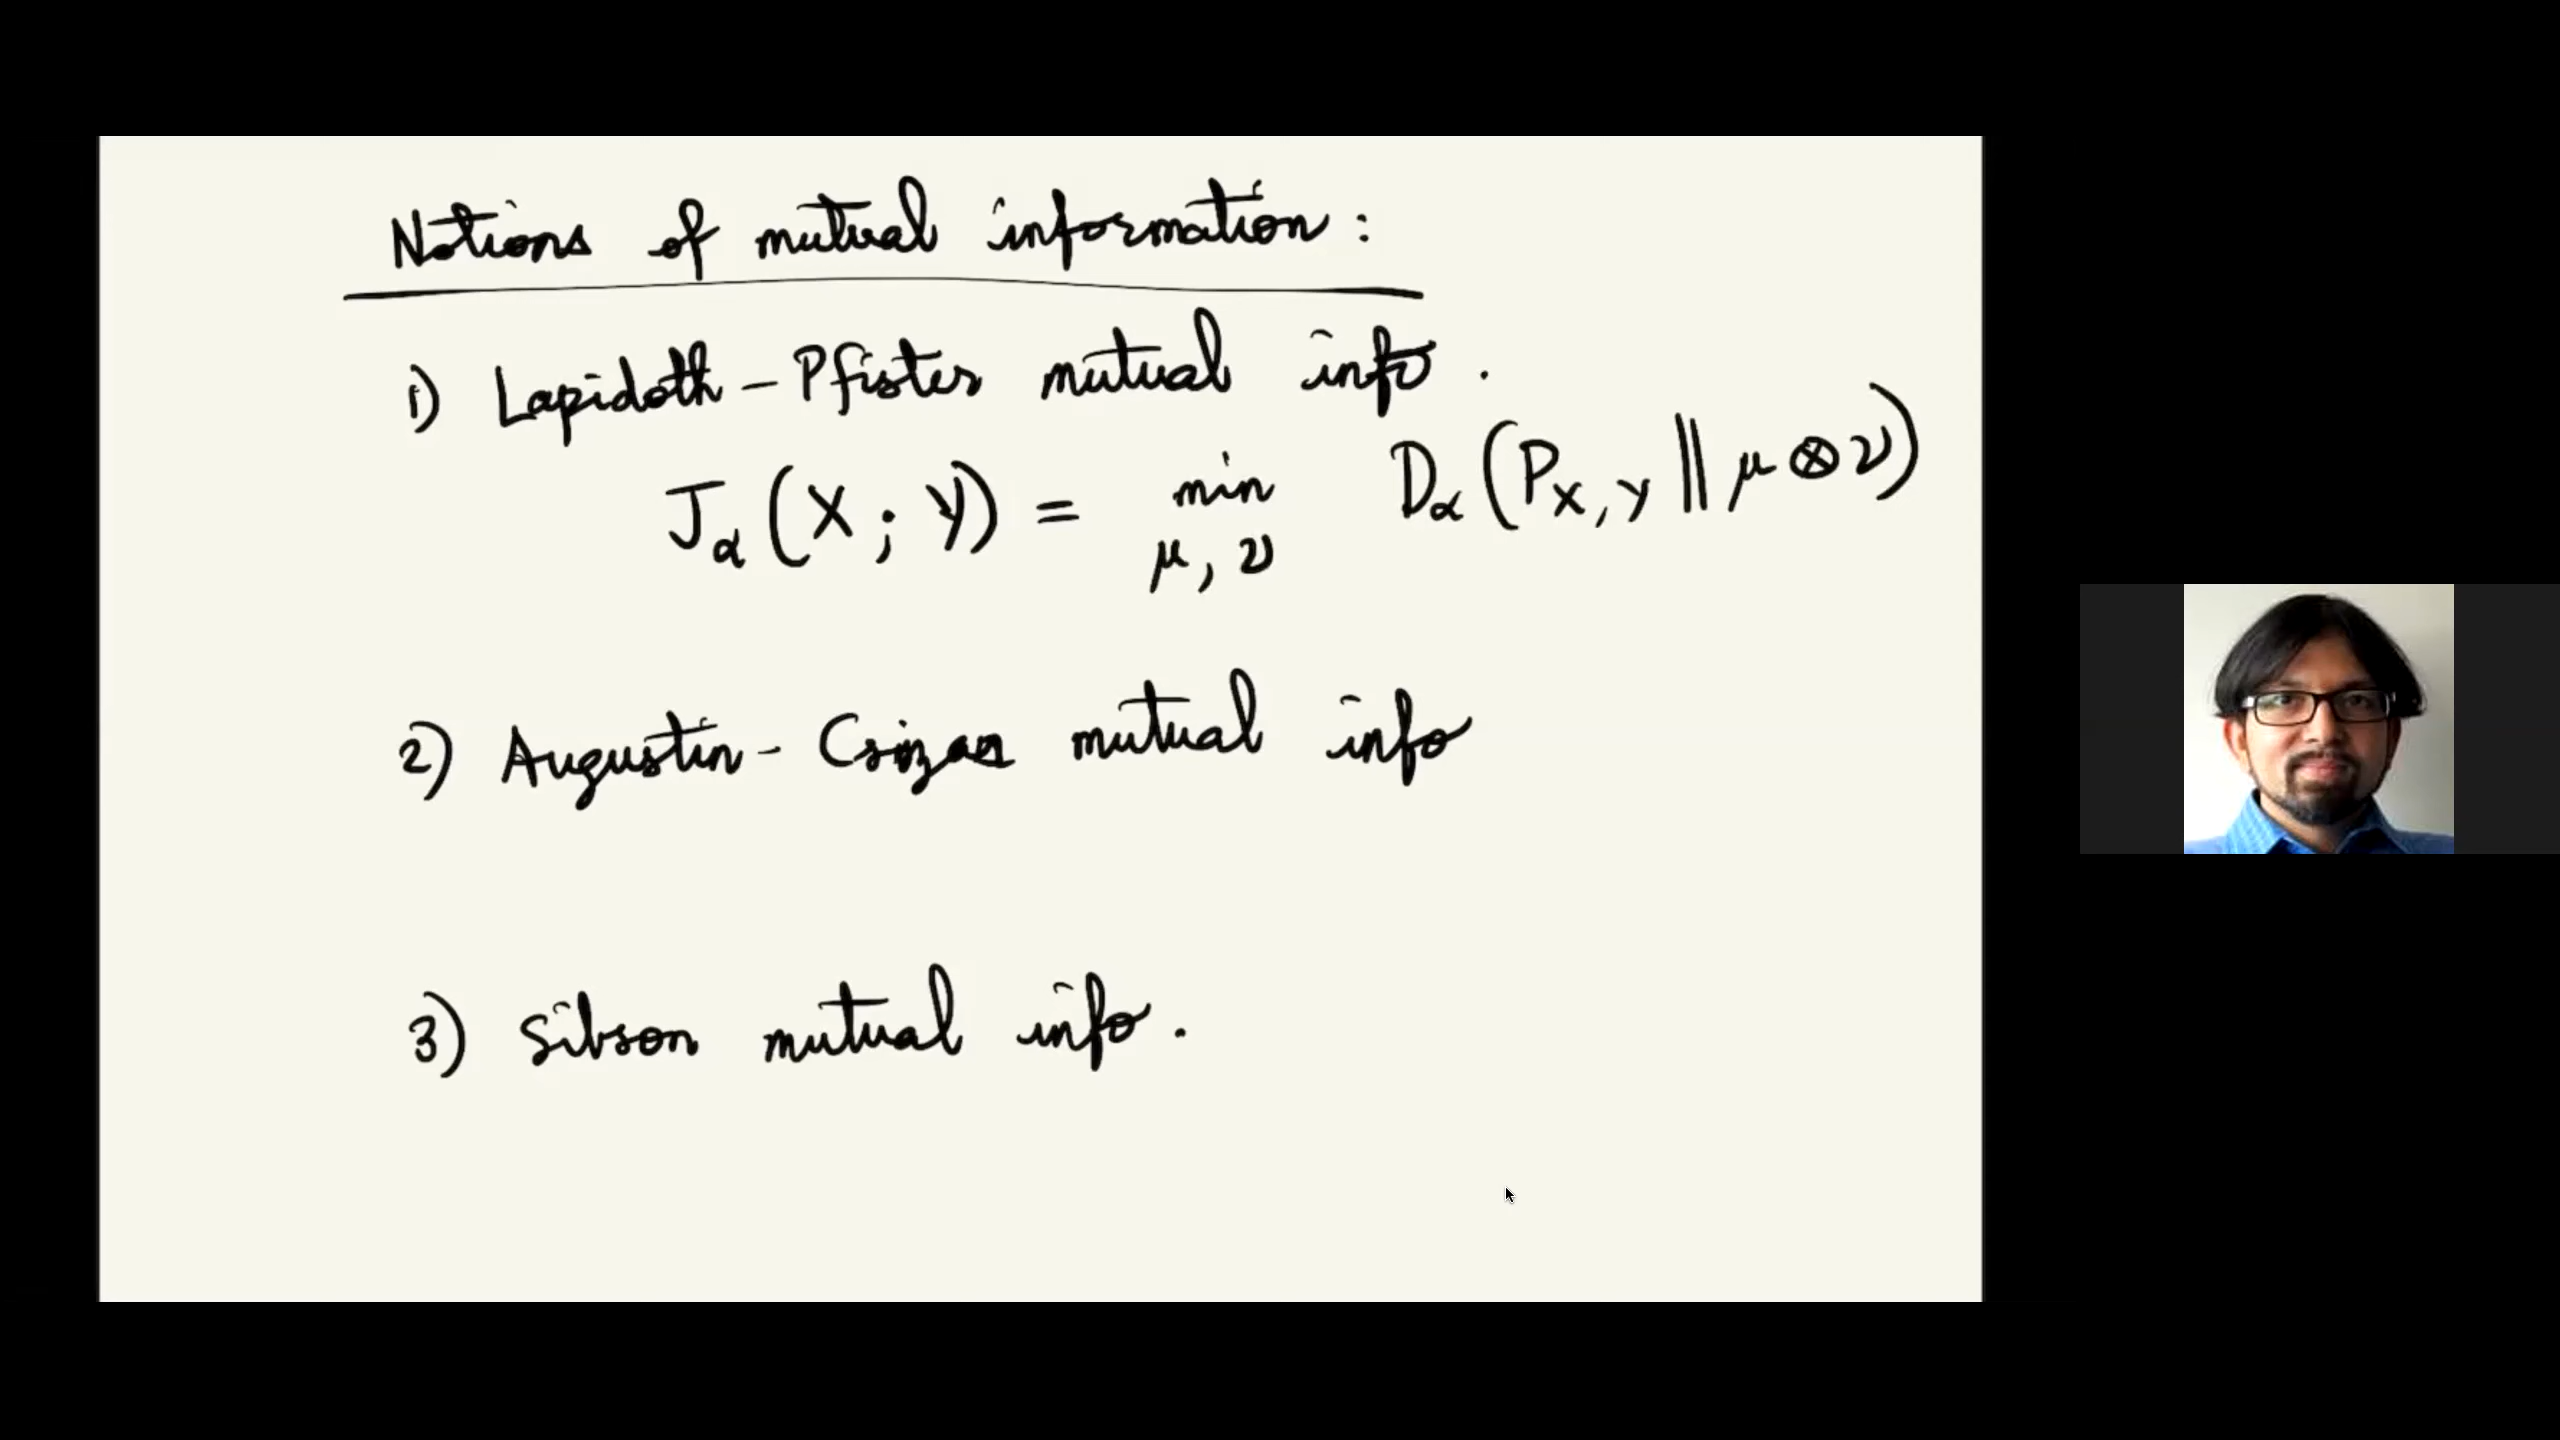 Notions of mutual information:
1) Lapidoth - Pfister mutual info.
J_α (X; Y) = min_{μ, ν} D_α (P_{X,Y} || μ ⊗ ν)
2) Augustin - Csizar mutual info
3) Sibson mutual info.